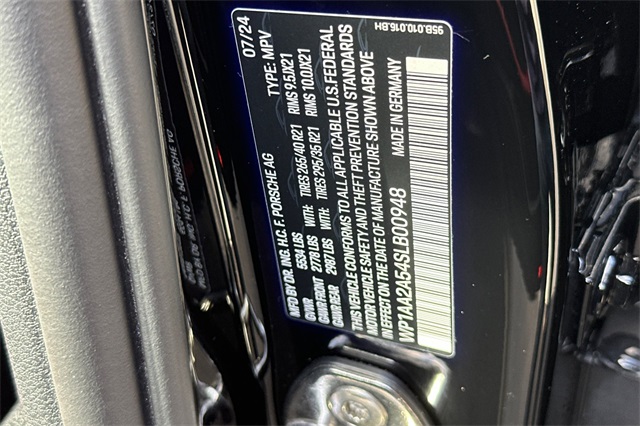 MFD BY DR. ING. H.C. F. PORSCHE AG 07/24
GVWR 5534 LBS TYPE: MPV
GAWR FRONT 2778 LBS WITH: TIRES 265/40 R21 RIMS 9.5JX21
GAWR REAR 2987 LBS WITH: TIRES 295/35 R21 RIMS 10.0JX21
THIS VEHICLE CONFORMS TO ALL APPLICABLE U.S. FEDERAL
MOTOR VEHICLE SAFETY AND THEFT PREVENTION STANDARDS
IN EFFECT ON THE DATE OF MANUFACTURE SHOWN ABOVE
WP1AA2A54SLB00948 MADE IN GERMANY
95B.010.016.BH